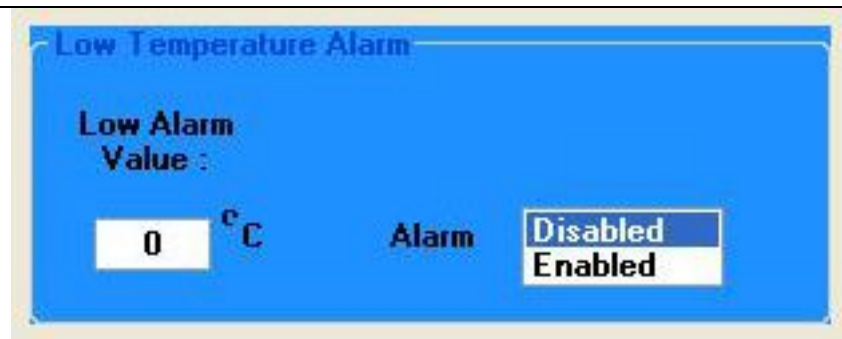 Low Temperature Alarm
Low Alarm
Value :
0 °C
Alarm
Disabled
Enabled